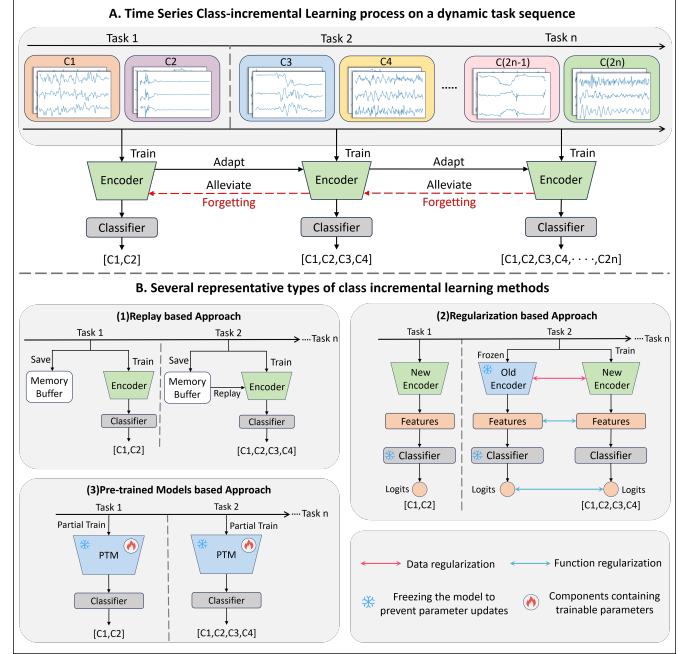 A. Time Series Class-incremental Learning process on a dynamic task sequence
Task 1
Task 2
Task n
C1
C2
C3
C4
.....
C(2n-1)
C(2n)
Train
Train
Train
Encoder
Adapt
Encoder
Adapt
Encoder
Alleviate
Forgetting
Alleviate
Forgetting
Classifier
Classifier
Classifier
[C1,C2]
[C1,C2,C3,C4]
[C1,C2,C3,C4,· · · · ,C2n]
B. Several representative types of class incremental learning methods
(1)Replay based Approach
Task 1
Task 2
····Task n
Save
Train
Save
Train
Memory
Buffer
Encoder
Memory
Buffer
Replay
Encoder
Classifier
Classifier
[C1,C2]
[C1,C2,C3,C4]
(2)Regularization based Approach
Task 1
Task 2
····Task n
Frozen
Train
New
Encoder
Old
Encoder
New
Encoder
Features
Features
Features
Classifier
Classifier
Classifier
Logits
Logits
Logits
[C1,C2]
[C1,C2,C3,C4]
(3)Pre-trained Models based Approach
Task 1
Task 2
····Task n
Partial Train
Partial Train
PTM
PTM
Classifier
Classifier
[C1,C2]
[C1,C2,C3,C4]
Data regularization
Function regularization
Freezing the model to
prevent parameter updates
Components containing
trainable parameters